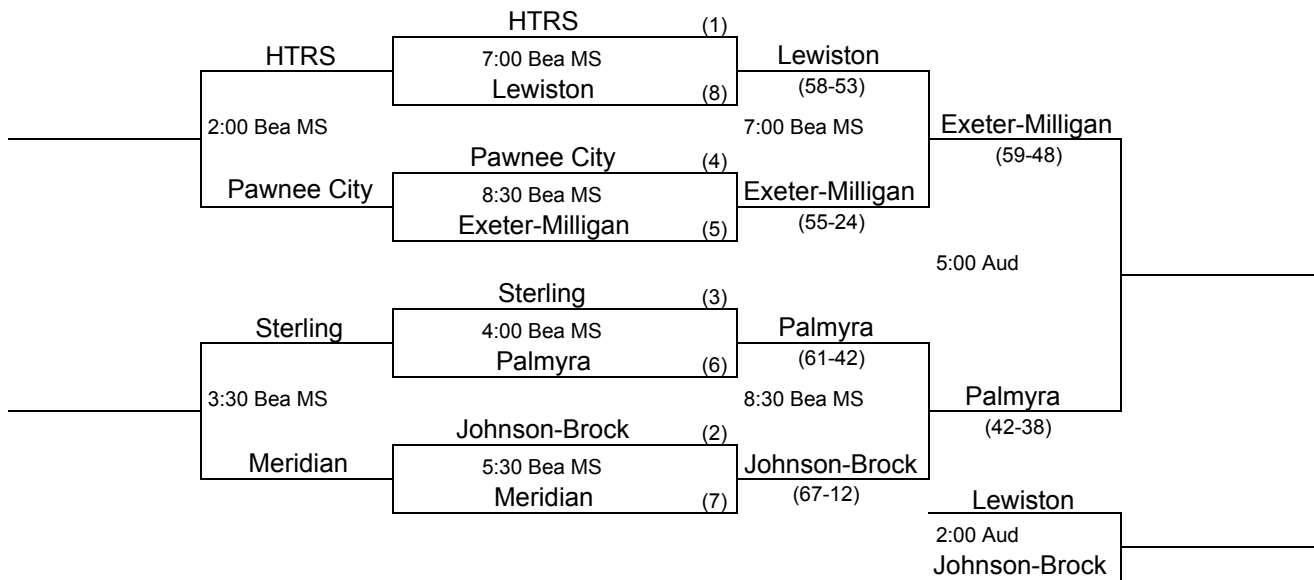 HTRS (1)
HTRS 7:00 Bea MS Lewiston
Lewiston (8) (58-53)
2:00 Bea MS 7:00 Bea MS Exeter-Milligan
Pawnee City (4) (59-48)
Pawnee City 8:30 Bea MS Exeter-Milligan
Exeter-Milligan (5) (55-24)
5:00 Aud
Sterling (3)
Sterling 4:00 Bea MS Palmyra
Palmyra (6) (61-42)
3:30 Bea MS 8:30 Bea MS Palmyra
Johnson-Brock (2) (42-38)
Meridian 5:30 Bea MS Johnson-Brock
Meridian (7) (67-12) Lewiston
2:00 Aud
Johnson-Brock